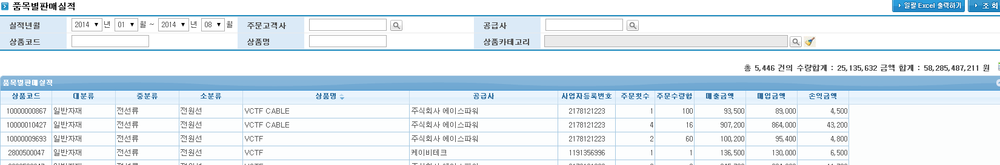 품목별판매실적
일괄 Excel 출력하기 조 회
실적년월 2014 년 01 월 ~ 2014 년 08 월 주문고객사 공급사
상품코드 상품명 상품카테고리
총 5,446 건의 수량합계 : 25,135,632 금액 합계 : 58,285,487,211 원
품목별판매실적
상품코드 대분류 중분류 소분류 상품명 공급사 사업자등록번호 주문횟수 주문수량합 매출금액 매입금액 손익금액
10000000867 일반자재 전선류 전원선 VCTF CABLE 주식회사 에이스파워 2178121223 1 100 93,500 89,000 4,500
10000010427 일반자재 전선류 전원선 VCTF CABLE 주식회사 에이스파워 2178121223 4 16 907,200 864,000 43,200
10000009693 일반자재 전선류 전원선 VCTF 주식회사 에이스파워 2178121223 2 60 100,200 95,400 4,800
2800500047 일반자재 전선류 전원선 VCTF 케이비테크 1191356996 1 1 136,500 130,000 6,500